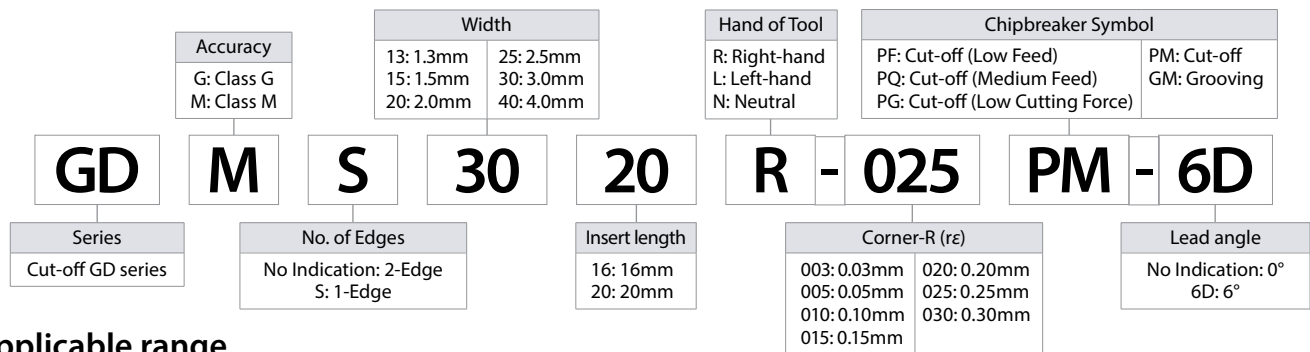 Width
Hand of Tool
Chipbreaker Symbol
Accuracy
13: 1.3mm 25: 2.5mm
15: 1.5mm 30: 3.0mm
20: 2.0mm 40: 4.0mm
R: Right-hand
L: Left-hand
N: Neutral
PF: Cut-off (Low Feed) PM: Cut-off
PQ: Cut-off (Medium Feed) GM: Grooving
PG: Cut-off (Low Cutting Force)
G: Class G
M: Class M
GD M S 30 20 R - 025 PM - 6D
Series
Cut-off GD series
No. of Edges
No Indication: 2-Edge
S: 1-Edge
Insert length
16: 16mm
20: 20mm
Corner-R (rε)
003: 0.03mm 020: 0.20mm
005: 0.05mm 025: 0.25mm
010: 0.10mm 030: 0.30mm
015: 0.15mm
Lead angle
No Indication: 0°
6D: 6°
pplicable range